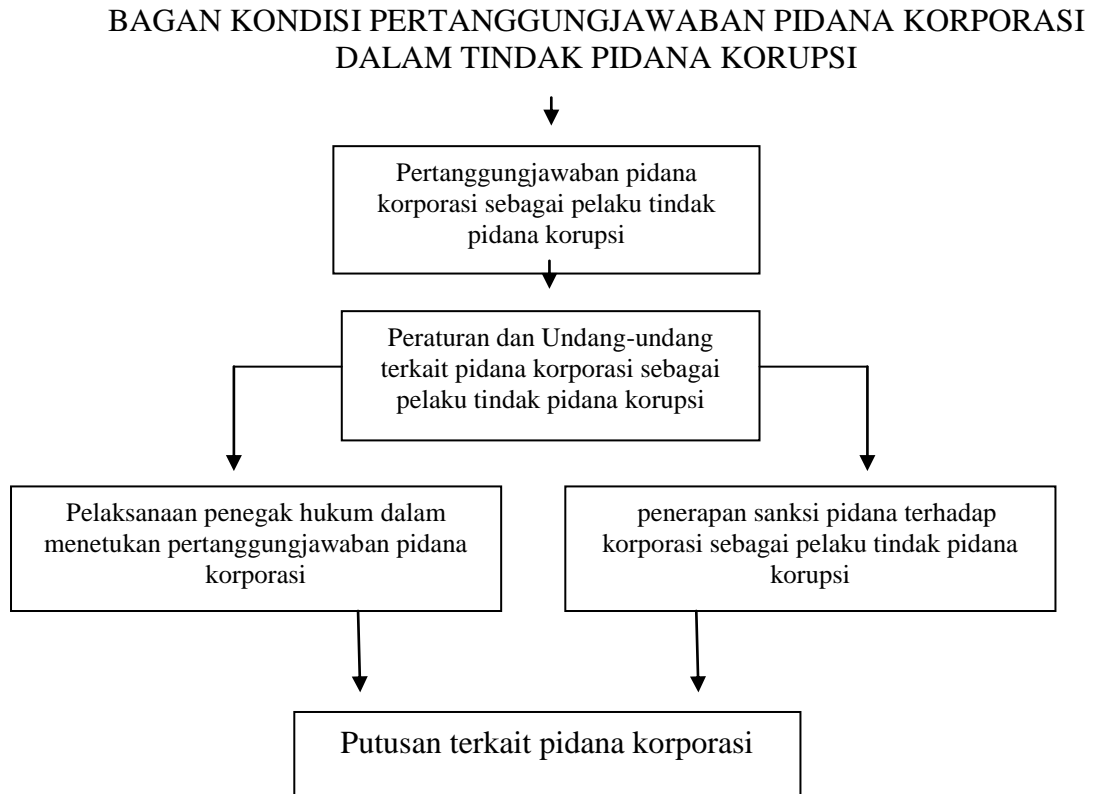 BAGAN KONDISI PERTANGGUNGJAWABAN PIDANA KORPORASI
DALAM TINDAK PIDANA KORUPSI
Pertanggungjawaban pidana
korporasi sebagai pelaku tindak
pidana korupsi
Peraturan dan Undang-undang
terkait pidana korporasi sebagai
pelaku tindak pidana korupsi
Pelaksanaan penegak hukum dalam
menetukan pertanggungjawaban pidana
korporasi
penerapan sanksi pidana terhadap
korporasi sebagai pelaku tindak pidana
korupsi
Putusan terkait pidana korporasi